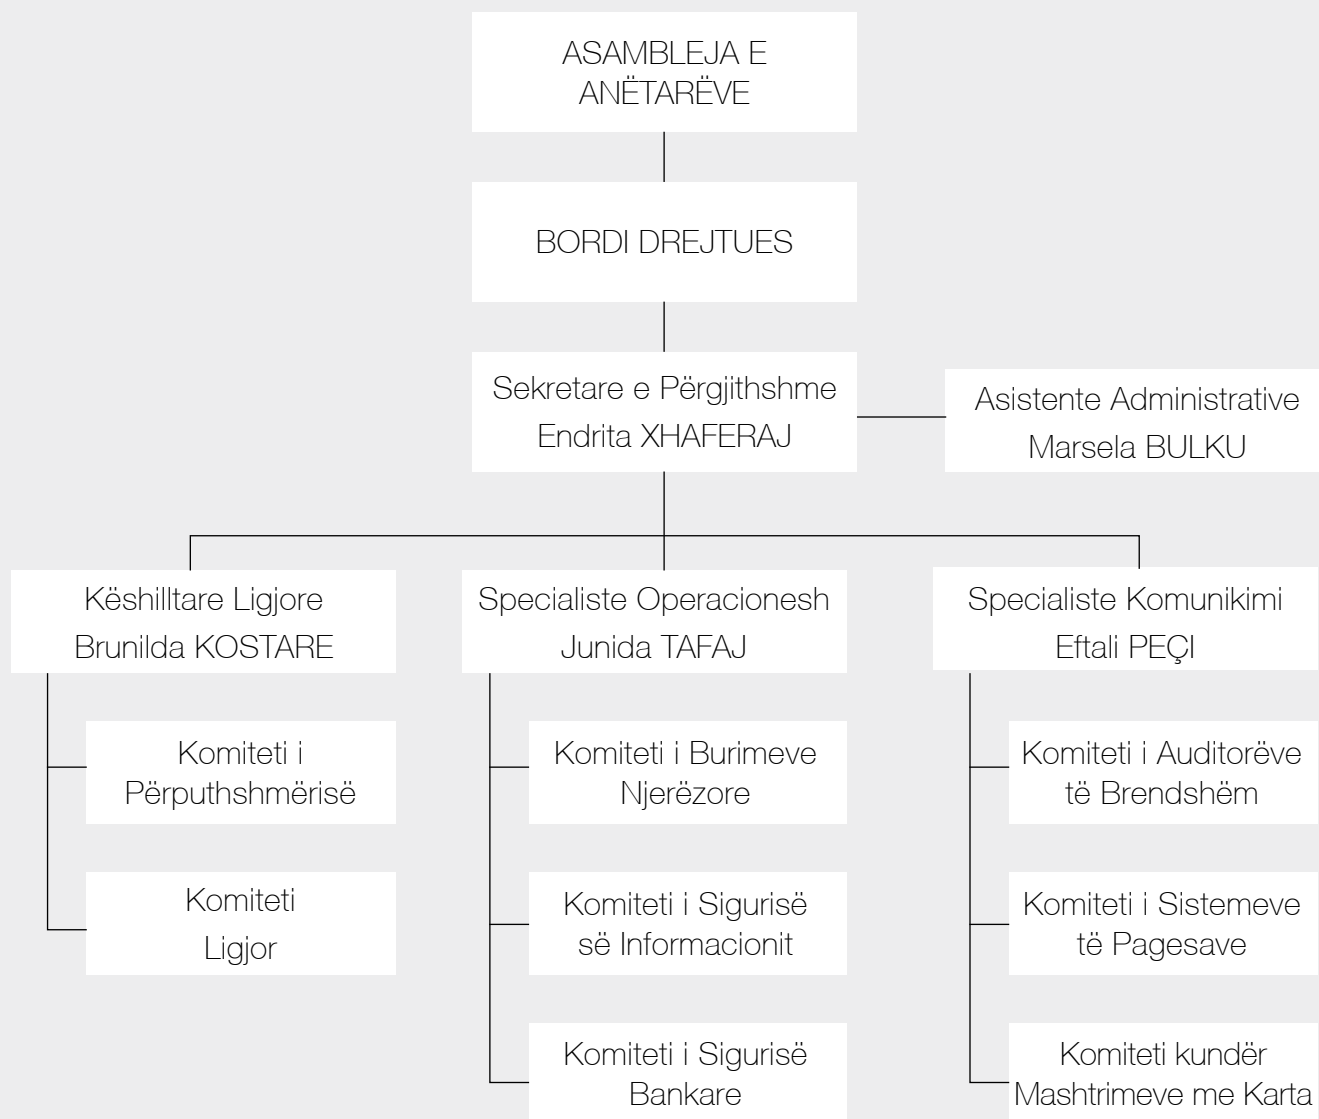 ASAMBLEJA E
ANËTARËVE
BORDI DREJTUES
Sekretare e Përgjithshme
Endrita XHAFERAJ
Asistente Administrative
Marsela BULKU
Këshilltare Ligjore
Brunilda KOSTARE
Komiteti i
Përputhshmërisë
Komiteti
Ligjor
Specialiste Operacionesh
Junida TAFAJ
Komiteti i Burimeve
Njerëzore
Komiteti i Sigurisë
së Informacionit
Komiteti i Sigurisë
Bankare
Specialiste Komunikimi
Eftali PEÇI
Komiteti i Auditorëve
të Brendshëm
Komiteti i Sistemeve
të Pagesave
Komiteti kundër
Mashtrimeve me Karta